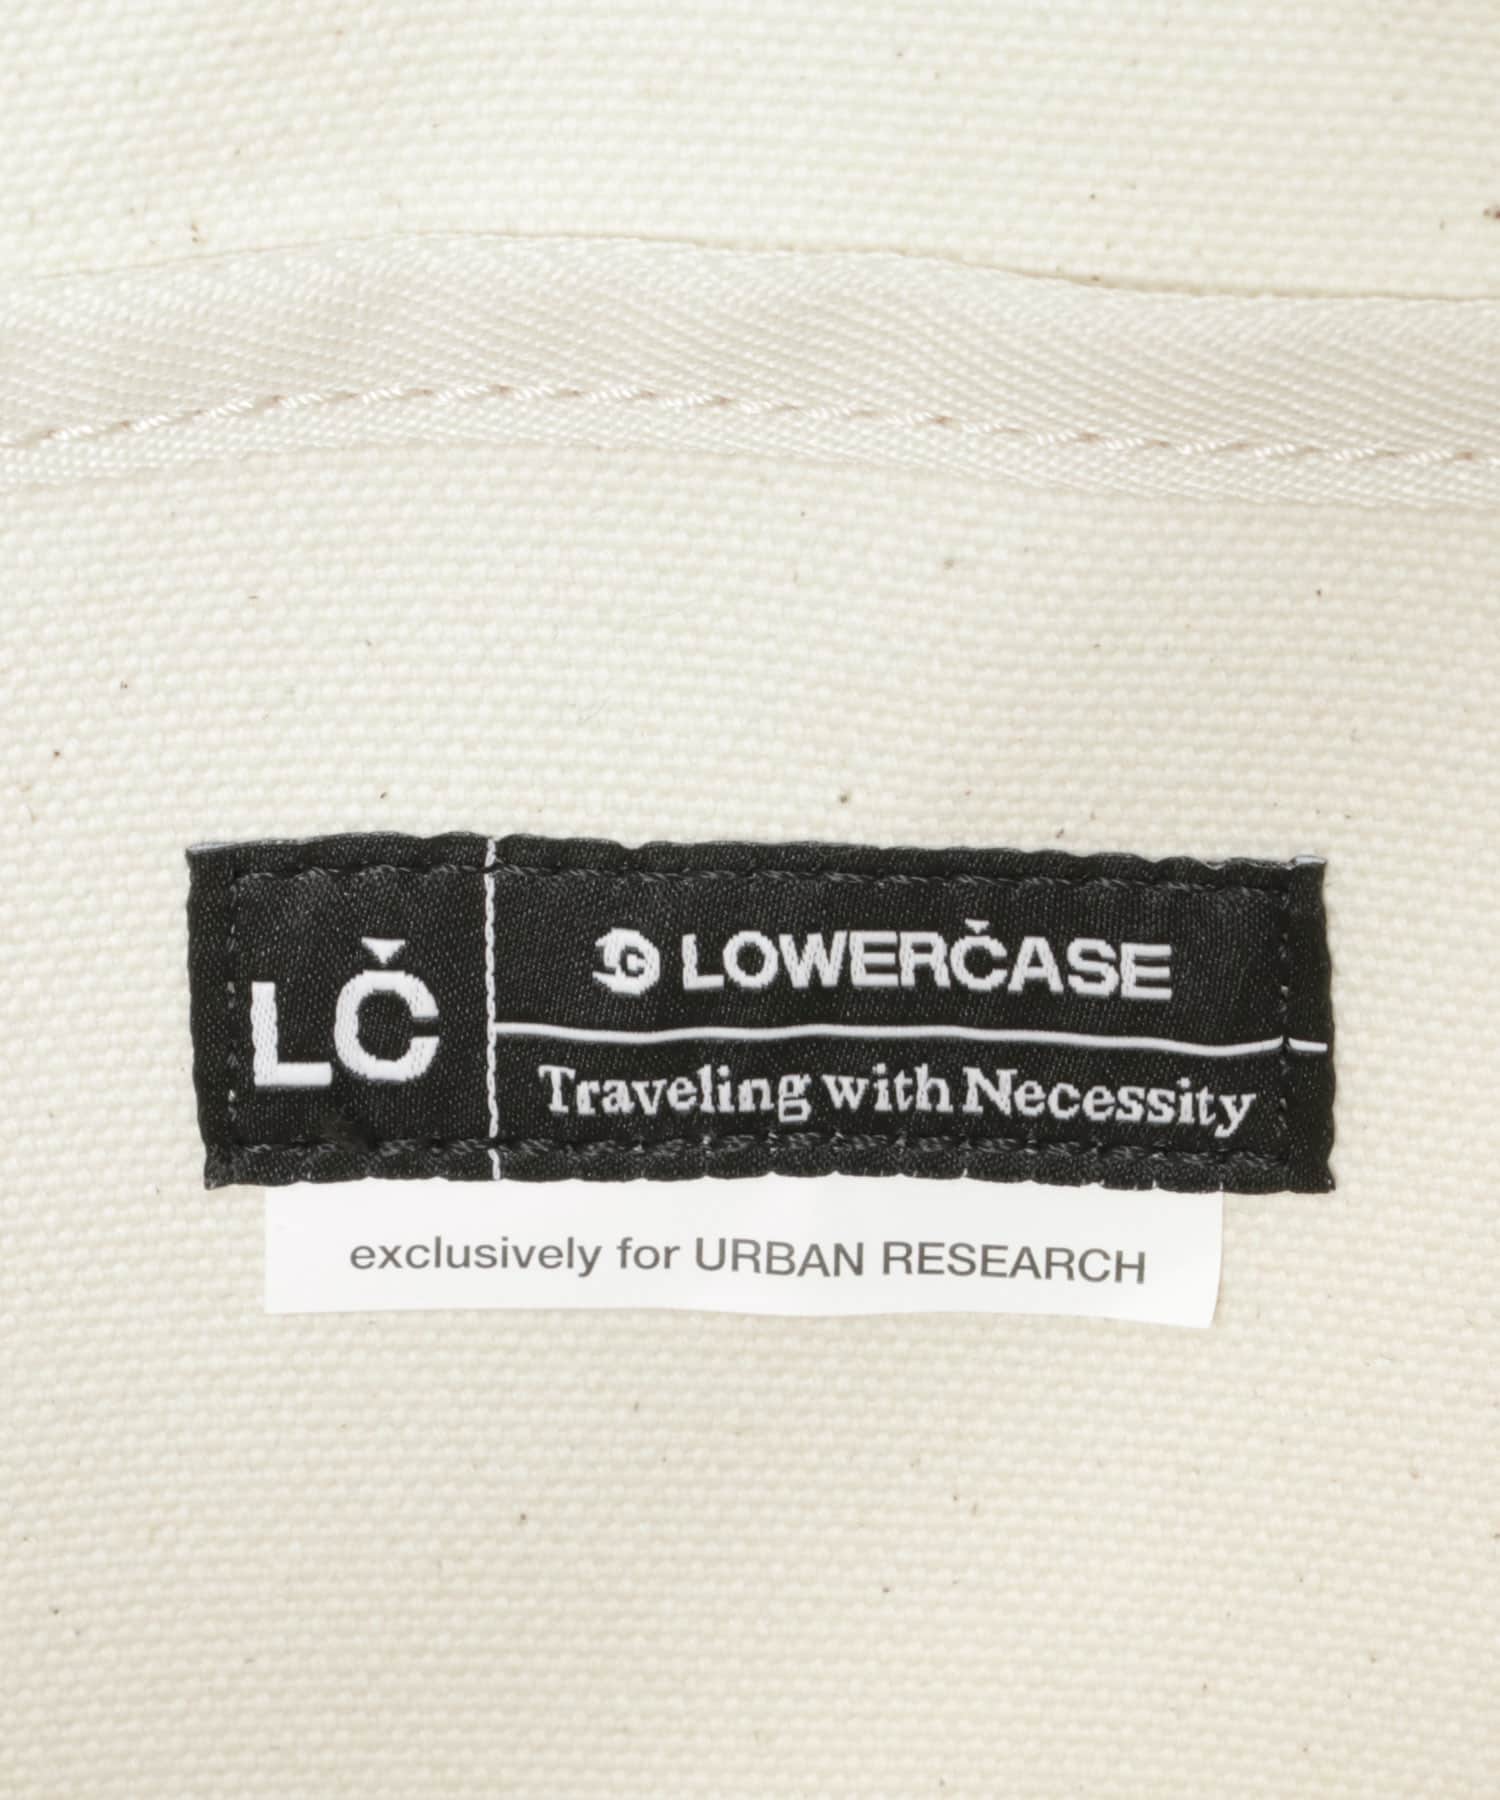 LČ
LOWERČASE
Traveling with Necessity
exclusively for URBAN RESEARCH